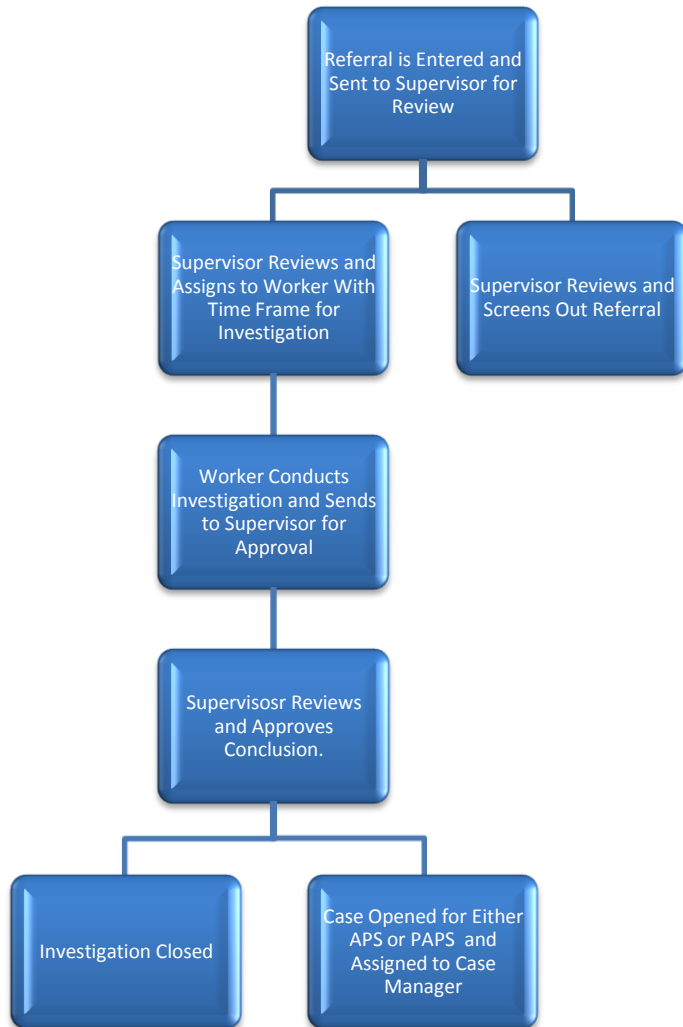 Referral is Entered and
Sent to Supervisor for
Review
Supervisor Reviews and
Assigns to Worker With
Time Frame for
Investigation
Supervisor Reviews and
Screens Out Referral
Worker Conducts
Investigation and Sends
to Supervisor for
Approval
Supervisosr Reviews
and Approves
Conclusion.
Investigation Closed
Case Opened for Either
APS or PAPS and
Assigned to Case
Manager